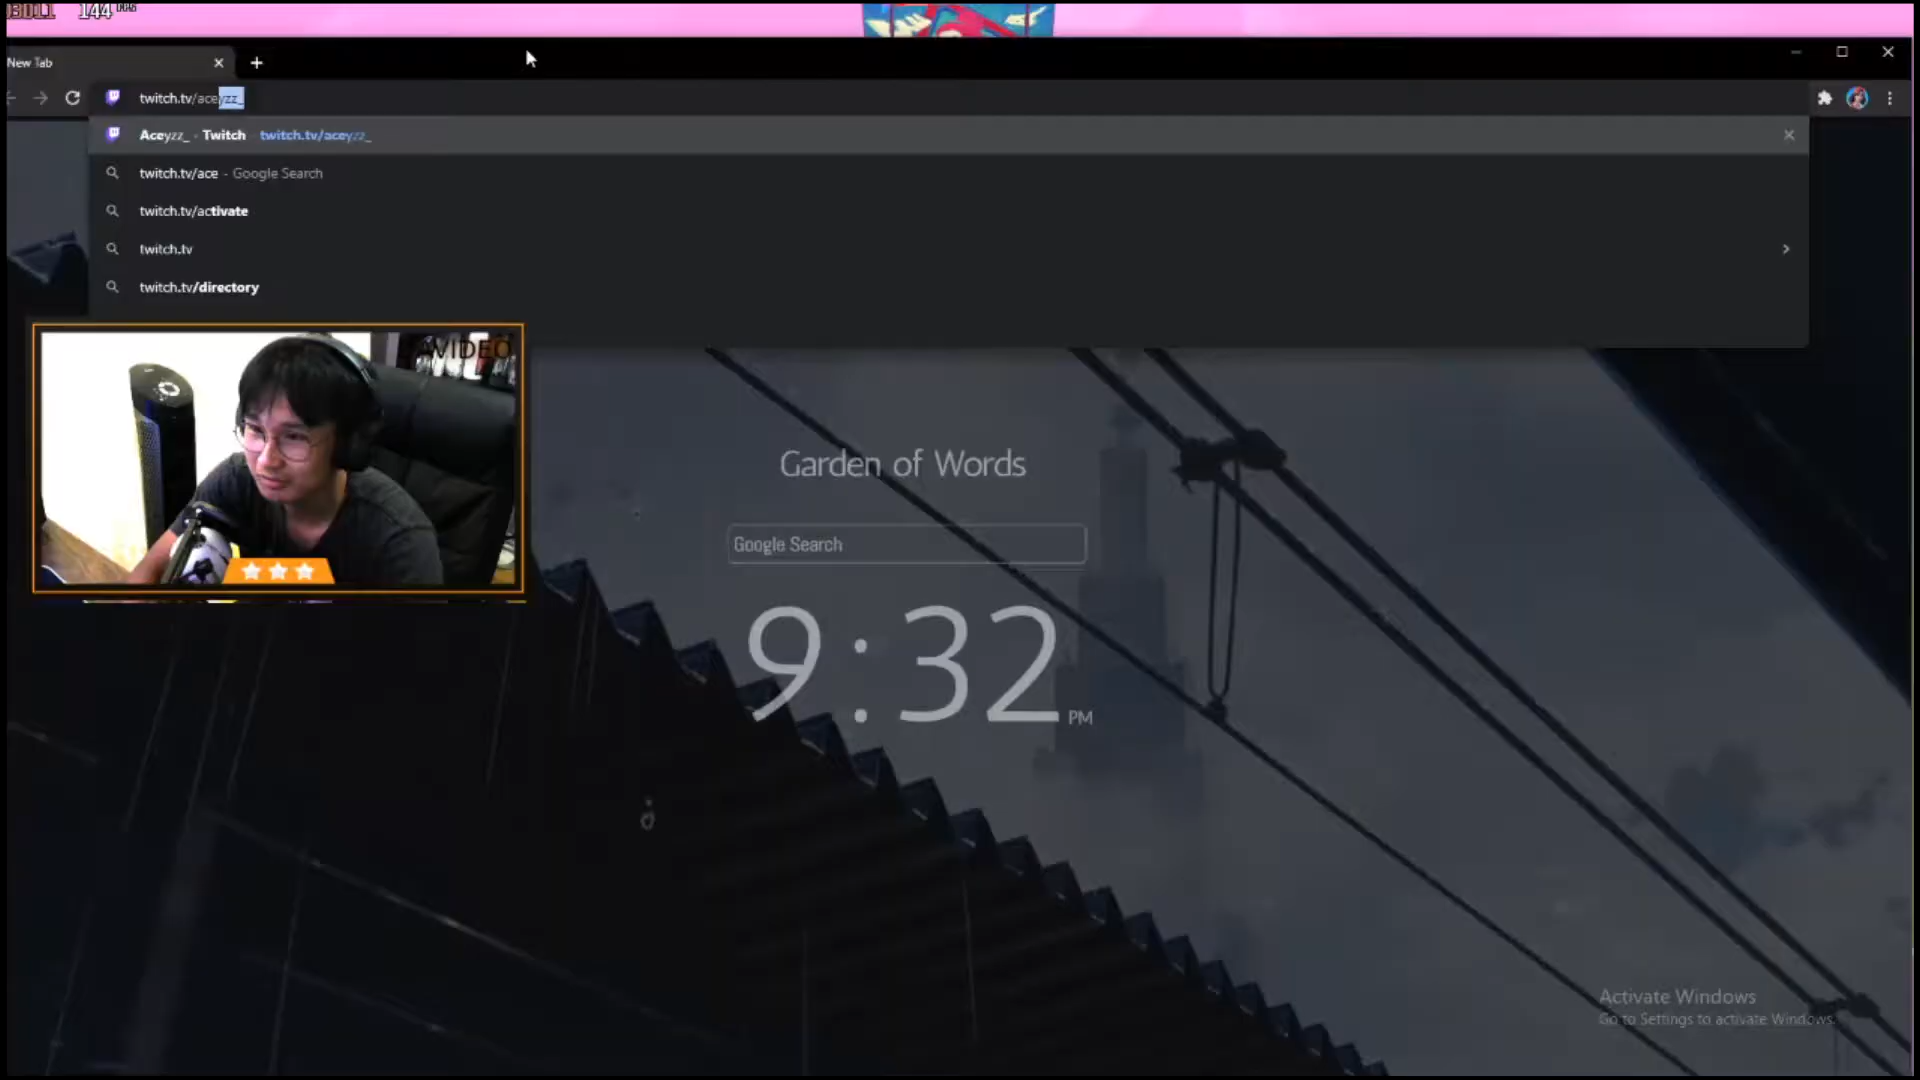 144
New Tab
twitch.tv/aceyzz_
Aceyzz_ - Twitch twitch.tv/aceyzz_
twitch.tv/ace - Google Search
twitch.tv/activate
twitch.tv
twitch.tv/directory
VIDEO
Garden of Words
Google Search
9:32 PM
Activate Windows
Go to Settings to activate Windows.